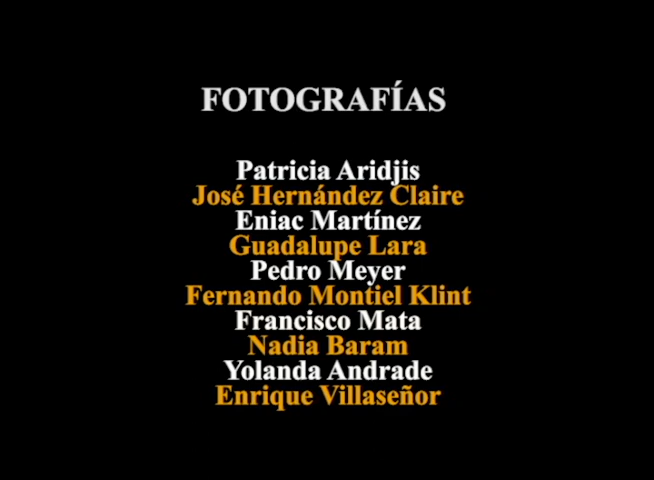 FOTOGRAFÍAS
Patricia Aridjis
José Hernández Claire
Eniac Martínez
Guadalupe Lara
Pedro Meyer
Fernando Montiel Klint
Francisco Mata
Nadia Baram
Yolanda Andrade
Enrique Villaseñor